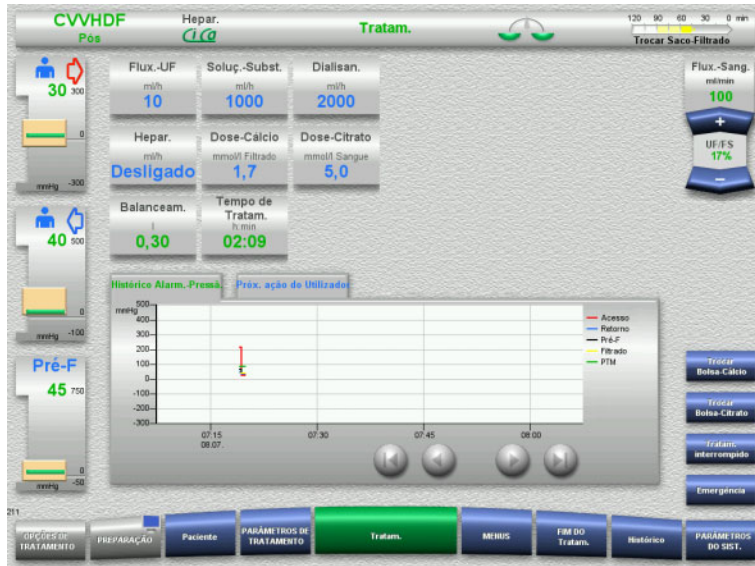 CVVHDF
Pós
Hepar.
CiCa
Tratam.
120 90 60 30 0 min
Trocar Saco-Filtrado
30
300
0
-300
mmHg
40
500
0
-100
mmHg
Pré-F
45
750
0
-50
mmHg
Flux.-UF
ml/h
10
Soluç.-Subst.
ml/h
1000
Dialisan.
ml/h
2000
Hepar.
ml/h
Desligado
Dose-Cálcio
mmol/l Filtrado
1,7
Dose-Citrato
mmol/l Sangue
5,0
Balanceam.
l
0,30
Tempo de
Tratam.
h:min
02:09
Flux.-Sang.
ml/min
100
+
UF/FS
17%
–
Histórico Alarm.-Pressã.
Próx. ação do Utilizador
mmHg
500
400
300
200
100
0
-100
-200
-300
07:15
08.07.
07:30
07:45
08:00
Acesso
Retorno
Pré-F
Filtrado
PTM
Trocar
Bolsa-Cálcio
Trocar
Bolsa-Citrato
Tratam.
interrompido
Emergência
211
OPÇÕES DE
TRATAMENTO
PREPARAÇÃO
Paciente
PARÂMETROS DE
TRATAMENTO
Tratam.
MENUS
FIM DO
Tratam.
Histórico
PARÂMETROS
DO SIST.